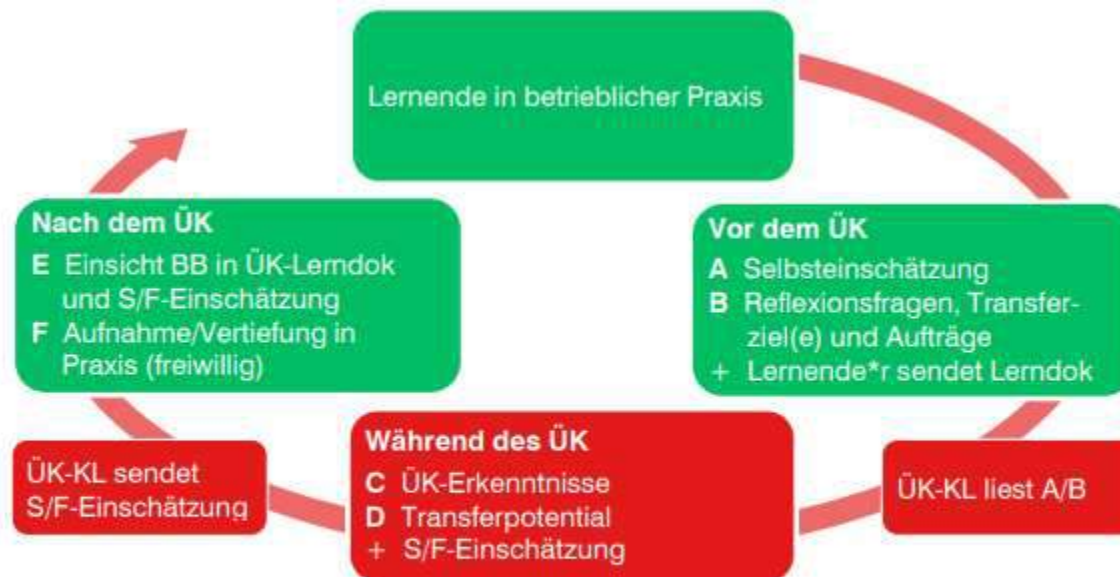 Lernende in betrieblicher Praxis
Vor dem ÜK
A Selbsteinschätzung
B Reflexionsfragen, Transfer-
ziel(e) und Aufträge
+ Lernende*r sendet Lerndok
ÜK-KL liest A/B
Während des ÜK
C ÜK-Erkenntnisse
D Transferpotential
+ S/F-Einschätzung
ÜK-KL sendet
S/F-Einschätzung
Nach dem ÜK
E Einsicht BB in ÜK-Lerndok
und S/F-Einschätzung
F Aufnahme/Vertiefung in
Praxis (freiwillig)